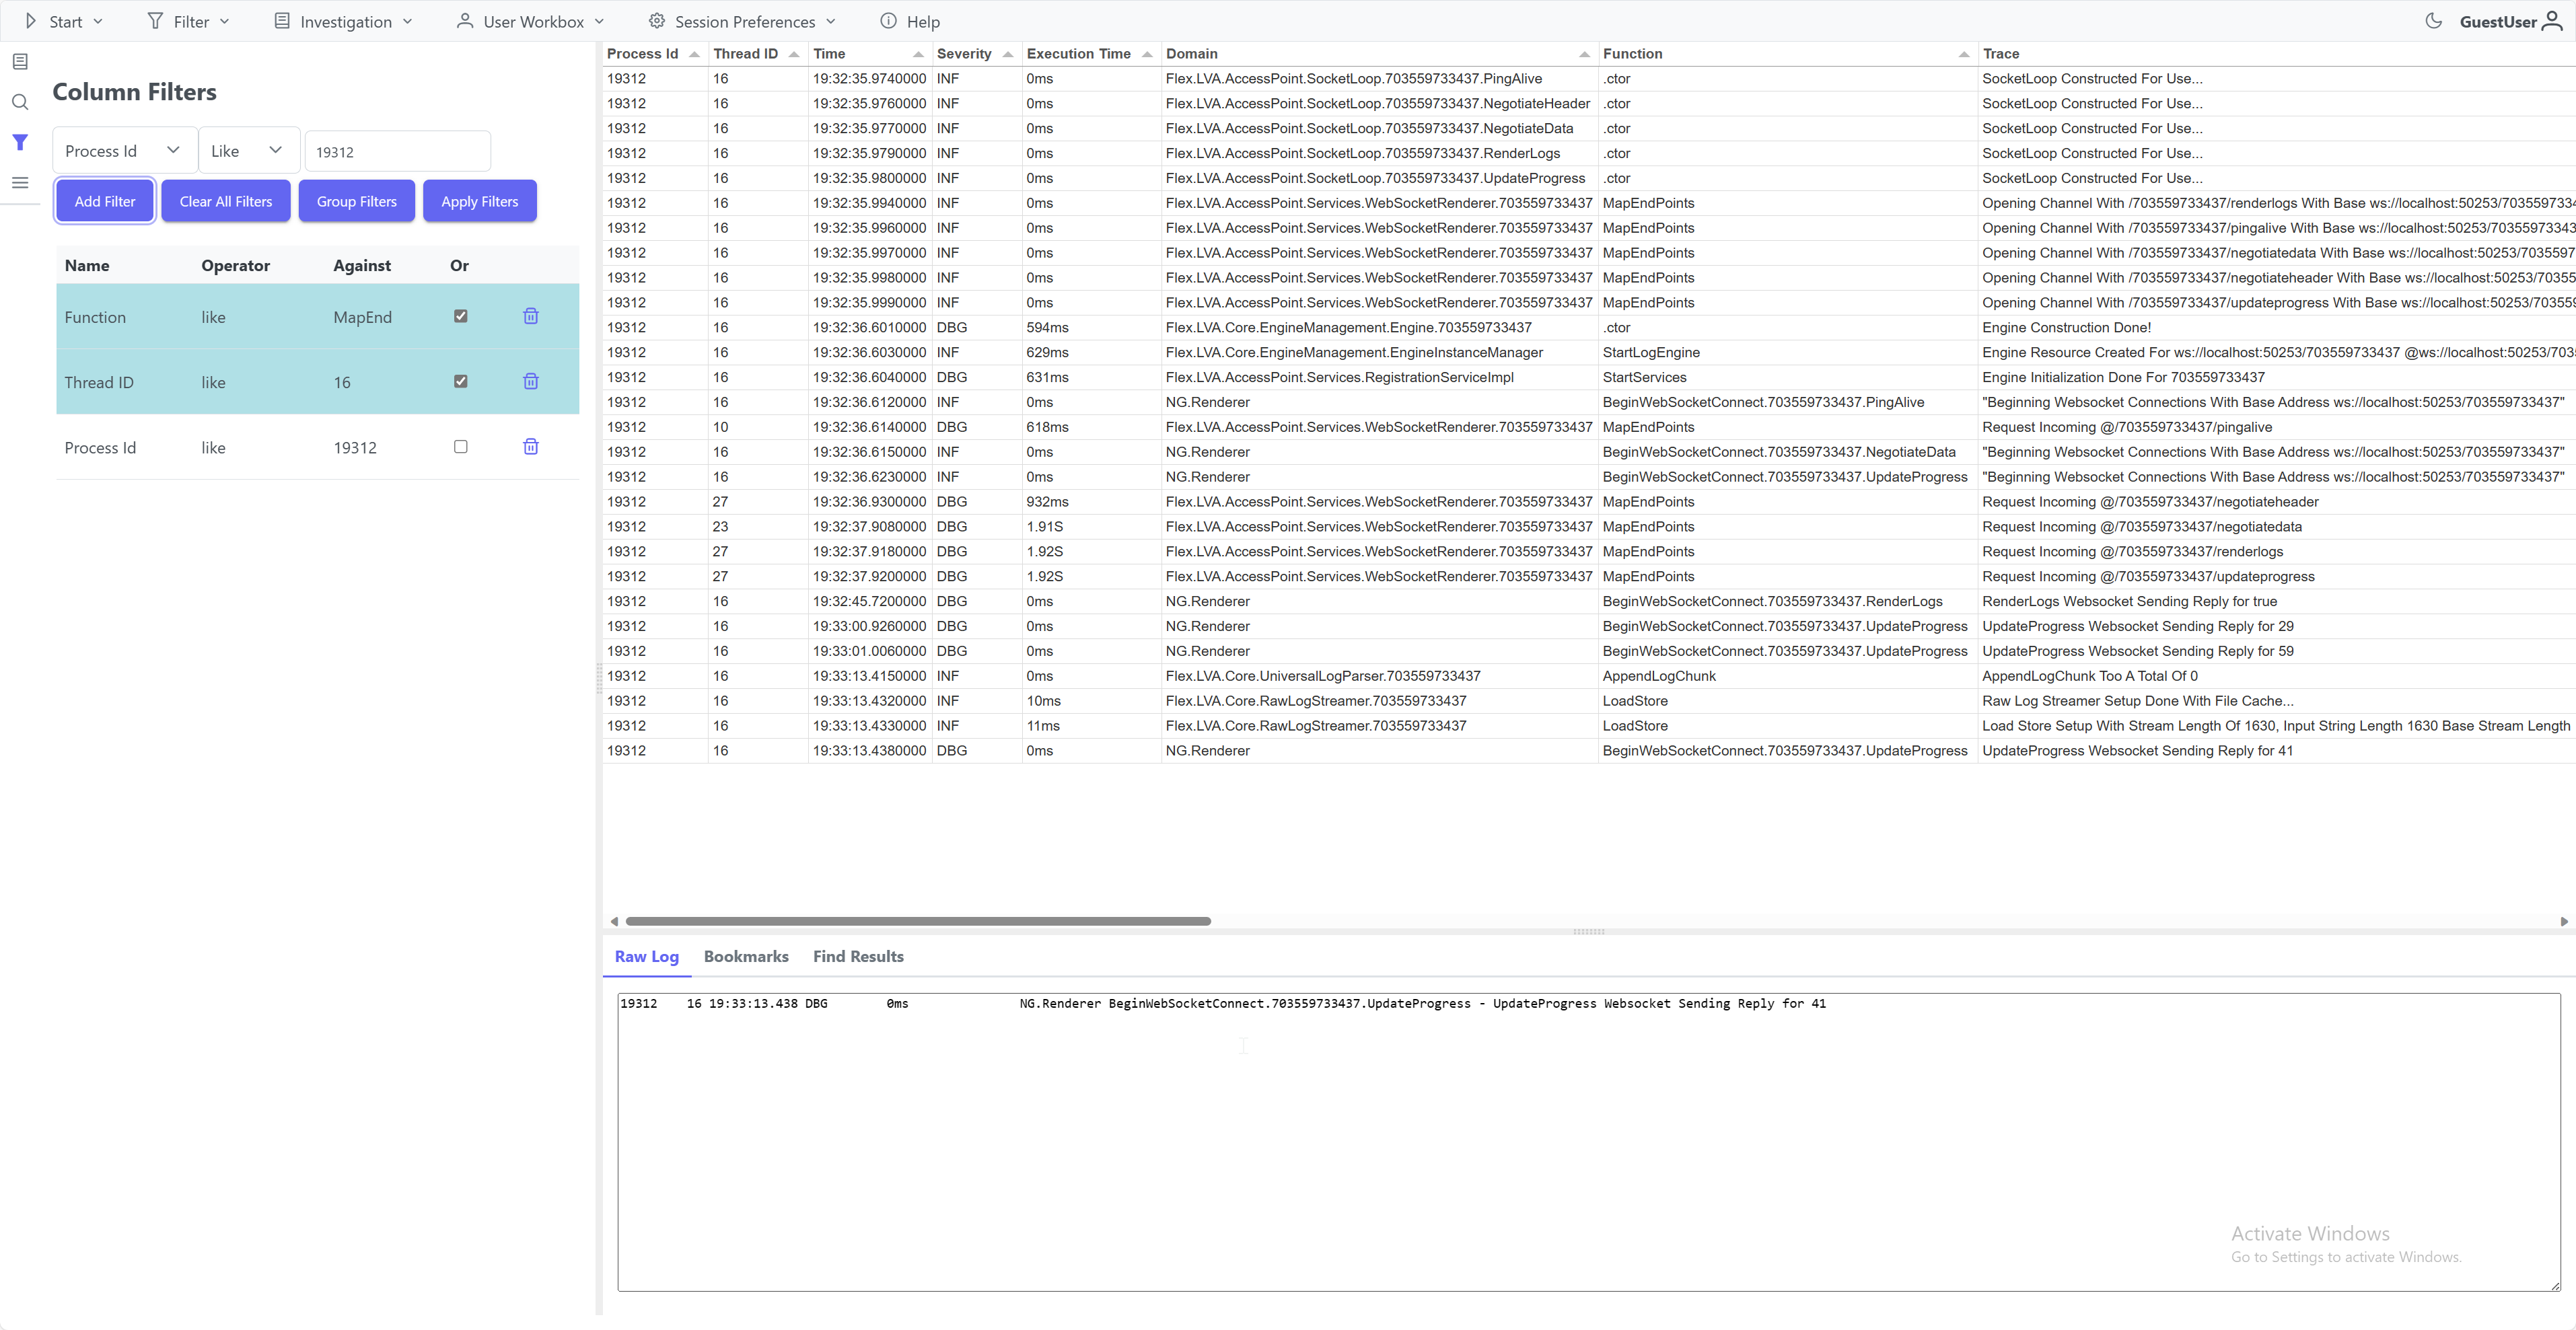 Start Filter Investigation User Workbox Session Preferences Help GuestUser
Column Filters
Process Id Like 19312
Add Filter Clear All Filters Group Filters Apply Filters
Name Operator Against Or
Function like MapEnd
Thread ID like 16
Process Id like 19312
Process Id Thread ID Time Severity Execution Time Domain Function Trace
19312 16 19:32:35.9740000 INF 0ms Flex.LVA.AccessPoint.SocketLoop.703559733437.PingAlive .ctor SocketLoop Constructed For Use...
19312 16 19:32:35.9760000 INF 0ms Flex.LVA.AccessPoint.SocketLoop.703559733437.NegotiateHeader .ctor SocketLoop Constructed For Use...
19312 16 19:32:35.9770000 INF 0ms Flex.LVA.AccessPoint.SocketLoop.703559733437.NegotiateData .ctor SocketLoop Constructed For Use...
19312 16 19:32:35.9790000 INF 0ms Flex.LVA.AccessPoint.SocketLoop.703559733437.RenderLogs .ctor SocketLoop Constructed For Use...
19312 16 19:32:35.9800000 INF 0ms Flex.LVA.AccessPoint.SocketLoop.703559733437.UpdateProgress .ctor SocketLoop Constructed For Use...
19312 16 19:32:35.9940000 INF 0ms Flex.LVA.AccessPoint.Services.WebSocketRenderer.703559733437 MapEndPoints Opening Channel With /703559733437/renderlogs With Base ws://localhost:50253/7035597334
19312 16 19:32:35.9960000 INF 0ms Flex.LVA.AccessPoint.Services.WebSocketRenderer.703559733437 MapEndPoints Opening Channel With /703559733437/pingalive With Base ws://localhost:50253/70355973343
19312 16 19:32:35.9970000 INF 0ms Flex.LVA.AccessPoint.Services.WebSocketRenderer.703559733437 MapEndPoints Opening Channel With /703559733437/negotiatedata With Base ws://localhost:50253/7035597
19312 16 19:32:35.9980000 INF 0ms Flex.LVA.AccessPoint.Services.WebSocketRenderer.703559733437 MapEndPoints Opening Channel With /703559733437/negotiateheader With Base ws://localhost:50253/70355
19312 16 19:32:35.9990000 INF 0ms Flex.LVA.AccessPoint.Services.WebSocketRenderer.703559733437 MapEndPoints Opening Channel With /703559733437/updateprogress With Base ws://localhost:50253/703559
19312 16 19:32:36.6010000 DBG 594ms Flex.LVA.Core.EngineManagement.Engine.703559733437 .ctor Engine Construction Done!
19312 16 19:32:36.6030000 INF 629ms Flex.LVA.Core.EngineManagement.EngineInstanceManager StartLogEngine Engine Resource Created For ws://localhost:50253/703559733437 @ws://localhost:50253/703
19312 16 19:32:36.6040000 DBG 631ms Flex.LVA.AccessPoint.Services.RegistrationServiceImpl StartServices Engine Initialization Done For 703559733437
19312 16 19:32:36.6120000 INF 0ms NG.Renderer BeginWebSocketConnect.703559733437.PingAlive "Beginning Websocket Connections With Base Address ws://localhost:50253/703559733437"
19312 10 19:32:36.6140000 DBG 618ms Flex.LVA.AccessPoint.Services.WebSocketRenderer.703559733437 MapEndPoints Request Incoming @/703559733437/pingalive
19312 16 19:32:36.6150000 INF 0ms NG.Renderer BeginWebSocketConnect.703559733437.NegotiateData "Beginning Websocket Connections With Base Address ws://localhost:50253/703559733437"
19312 16 19:32:36.6230000 INF 0ms NG.Renderer BeginWebSocketConnect.703559733437.UpdateProgress "Beginning Websocket Connections With Base Address ws://localhost:50253/703559733437"
19312 27 19:32:36.9300000 DBG 932ms Flex.LVA.AccessPoint.Services.WebSocketRenderer.703559733437 MapEndPoints Request Incoming @/703559733437/negotiateheader
19312 23 19:32:37.9080000 DBG 1.91S Flex.LVA.AccessPoint.Services.WebSocketRenderer.703559733437 MapEndPoints Request Incoming @/703559733437/negotiatedata
19312 27 19:32:37.9180000 DBG 1.92S Flex.LVA.AccessPoint.Services.WebSocketRenderer.703559733437 MapEndPoints Request Incoming @/703559733437/renderlogs
19312 27 19:32:37.9200000 DBG 1.92S Flex.LVA.AccessPoint.Services.WebSocketRenderer.703559733437 MapEndPoints Request Incoming @/703559733437/updateprogress
19312 16 19:32:45.7200000 DBG 0ms NG.Renderer BeginWebSocketConnect.703559733437.RenderLogs RenderLogs Websocket Sending Reply for true
19312 16 19:33:00.9260000 DBG 0ms NG.Renderer BeginWebSocketConnect.703559733437.UpdateProgress UpdateProgress Websocket Sending Reply for 29
19312 16 19:33:01.0060000 DBG 0ms NG.Renderer BeginWebSocketConnect.703559733437.UpdateProgress UpdateProgress Websocket Sending Reply for 59
19312 16 19:33:13.4150000 INF 0ms Flex.LVA.Core.UniversalLogParser.703559733437 AppendLogChunk AppendLogChunk Too A Total Of 0
19312 16 19:33:13.4320000 INF 10ms Flex.LVA.Core.RawLogStreamer.703559733437 LoadStore Raw Log Streamer Setup Done With File Cache...
19312 16 19:33:13.4330000 INF 11ms Flex.LVA.Core.RawLogStreamer.703559733437 LoadStore Load Store Setup With Stream Length Of 1630, Input String Length 1630 Base Stream Length
19312 16 19:33:13.4380000 DBG 0ms NG.Renderer BeginWebSocketConnect.703559733437.UpdateProgress UpdateProgress Websocket Sending Reply for 41
Raw Log Bookmarks Find Results
19312 16 19:33:13.438 DBG 0ms NG.Renderer BeginWebSocketConnect.703559733437.UpdateProgress - UpdateProgress Websocket Sending Reply for 41
Activate Windows
Go to Settings to activate Windows.